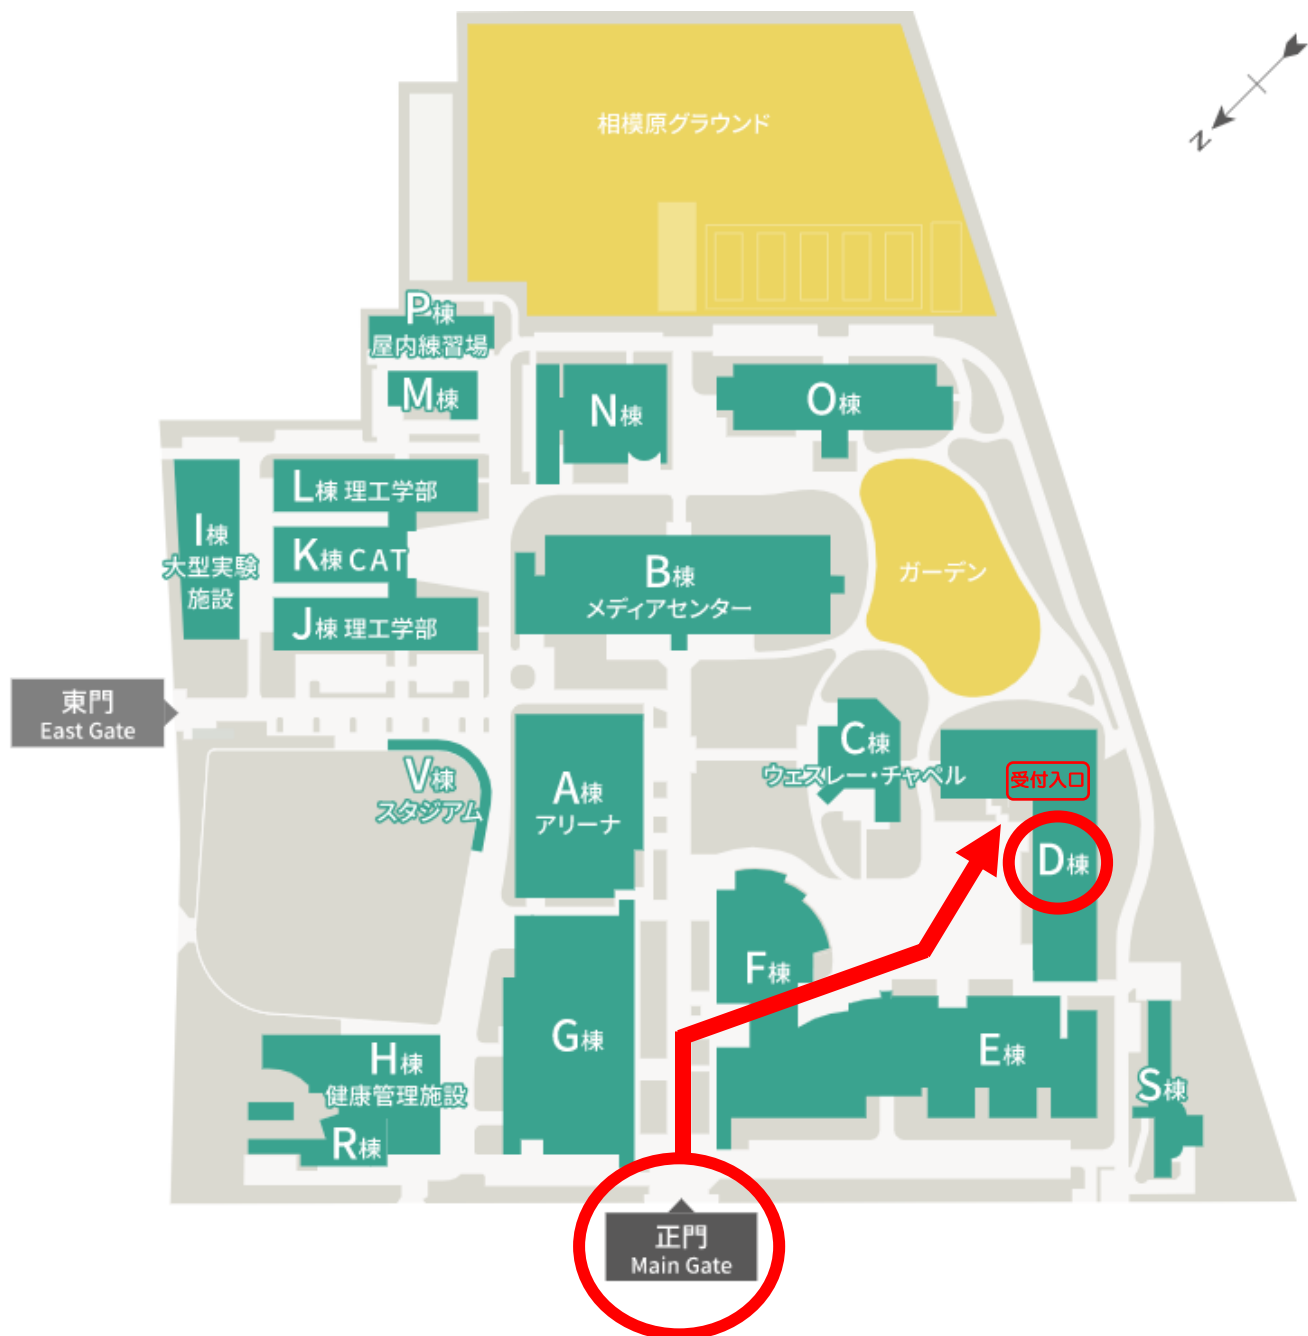 相模原グラウンド
N
P棟
屋内練習場
M棟
N棟
O棟
L棟 理工学部
I棟
大型実験
施設
K棟 CAT
J棟 理工学部
B棟
メディアセンター
ガーデン
東門
East Gate
V棟
スタジアム
A棟
アリーナ
C棟
ウェスレー・チャペル
受付入口
D棟
F棟
G棟
E棟
H棟
健康管理施設
R棟
S棟
正門
Main Gate